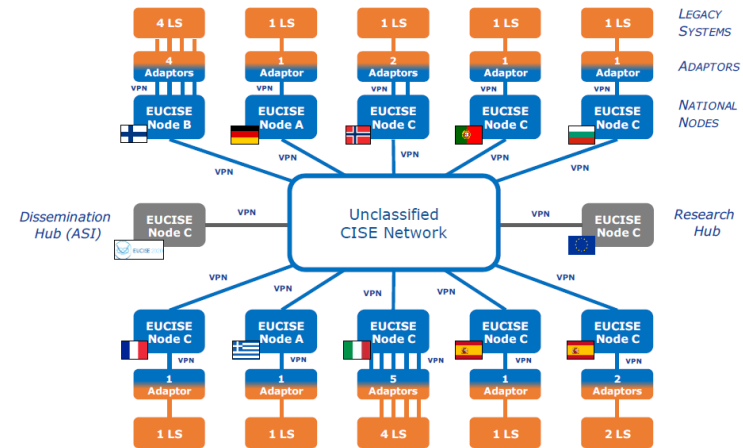 4 LS
1 LS
1 LS
1 LS
1 LS
LEGACY
SYSTEMS
4
Adaptors
1
Adaptor
2
Adaptors
1
Adaptor
1
Adaptor
ADAPTORS
VPN
VPN
VPN
VPN
VPN
EUCISE
Node B
EUCISE
Node A
EUCISE
Node C
EUCISE
Node C
EUCISE
Node C
NATIONAL
NODES
VPN
VPN
VPN
VPN
VPN
Dissemination
Hub (ASI)
EUCISE
Node C
VPN
Unclassified
CISE Network
VPN
EUCISE
Node C
Research
Hub
VPN
VPN
VPN
VPN
VPN
EUCISE
Node C
EUCISE
Node A
EUCISE
Node C
EUCISE
Node C
EUCISE
Node C
VPN
VPN
VPN
VPN
VPN
1
Adaptor
1
Adaptor
5
Adaptors
1
Adaptor
2
Adaptors
1 LS
1 LS
4 LS
1 LS
2 LS